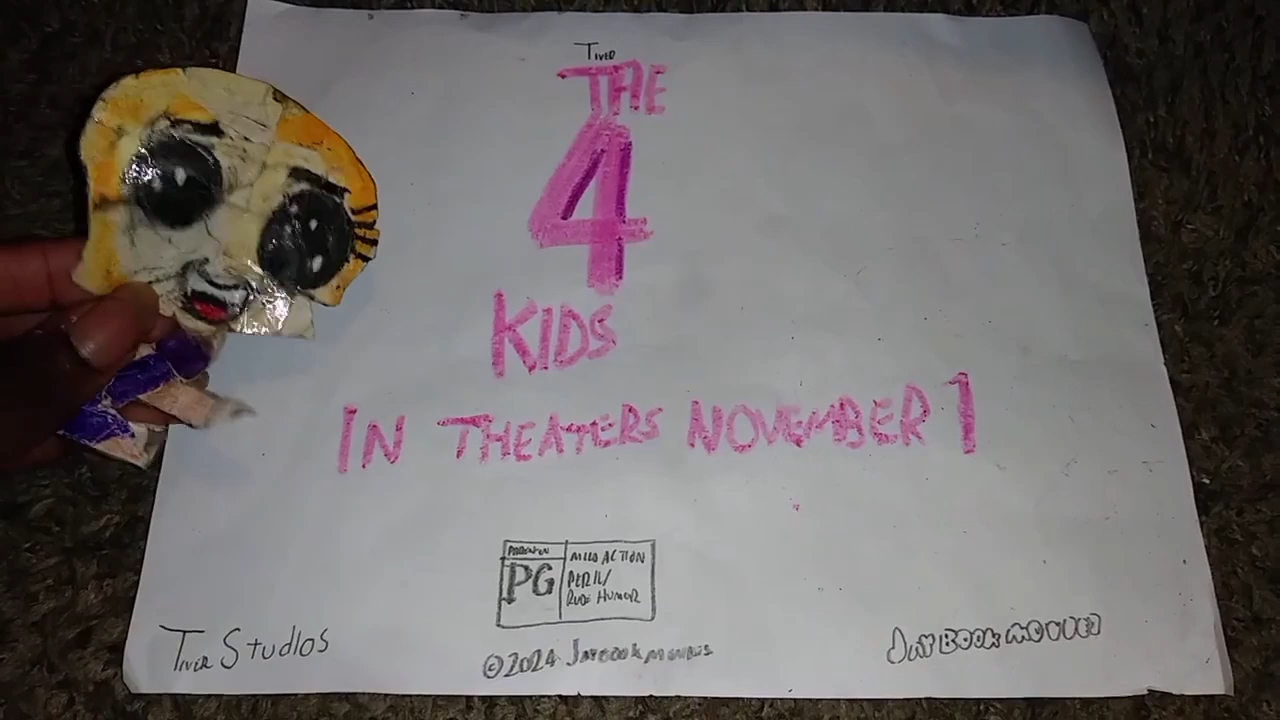 TIVER
THE
4
KIDS
IN THEATERS NOVEMBER 1
PG
MILD ACTION
PERIL/
RUDE HUMOR
TIVER STUDIOS
©2024